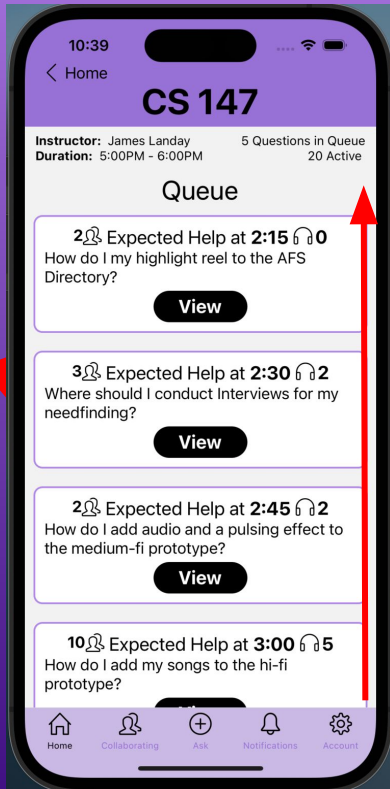 10:39
Home
CS 147
Instructor: James Landay 5 Questions in Queue
Duration: 5:00PM - 6:00PM 20 Active
Queue
2 Expected Help at 2:15 0
How do I my highlight reel to the AFS
Directory?
View
3 Expected Help at 2:30 2
Where should I conduct Interviews for my
needfinding?
View
2 Expected Help at 2:45 2
How do I add audio and a pulsing effect to
the medium-fi prototype?
View
10 Expected Help at 3:00 5
How do I add my songs to the hi-fi
prototype?
Home Collaborating Ask Notifications Account